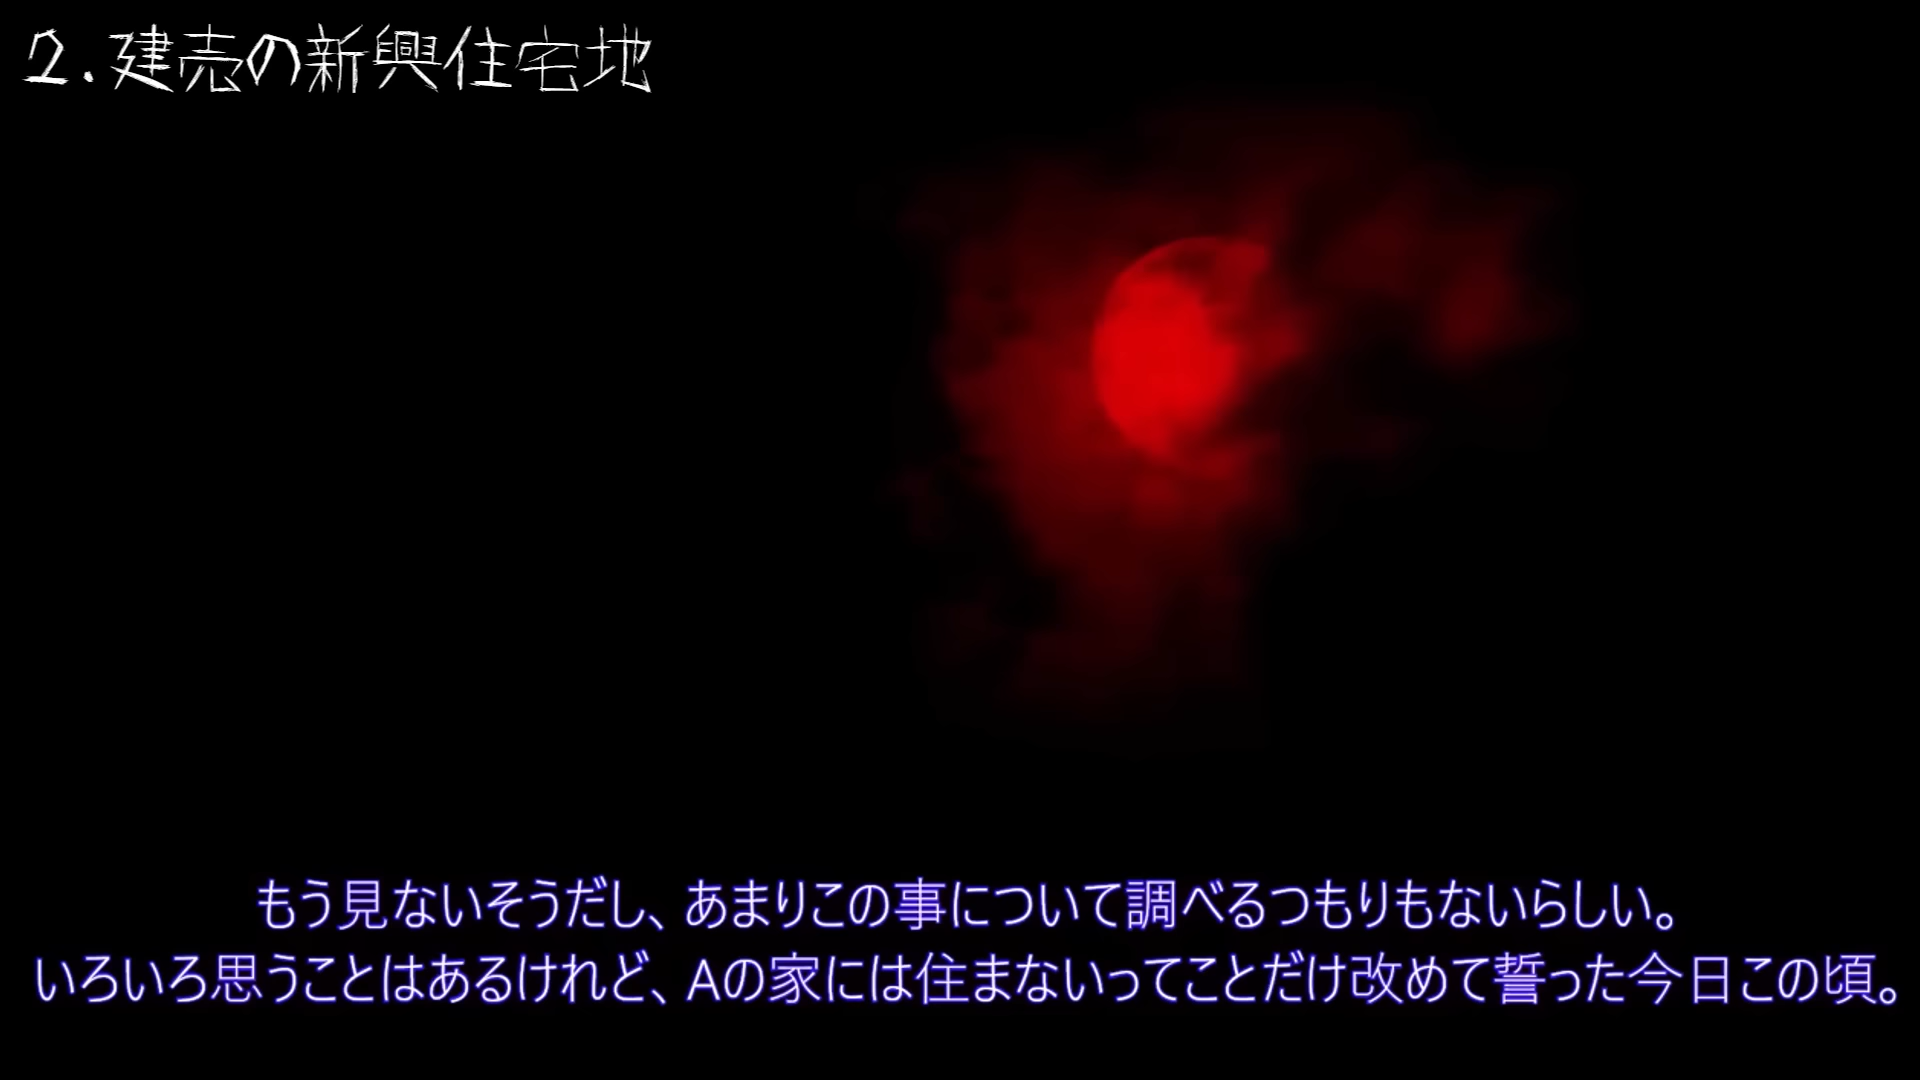 2.建売の新興住宅地
もう見ないそうだし、あまりこの事について調べるつもりもないらしい。
いろいろ思うことはあるけれど、Aの家には住まないってことだけ改めて誓った今日この頃。